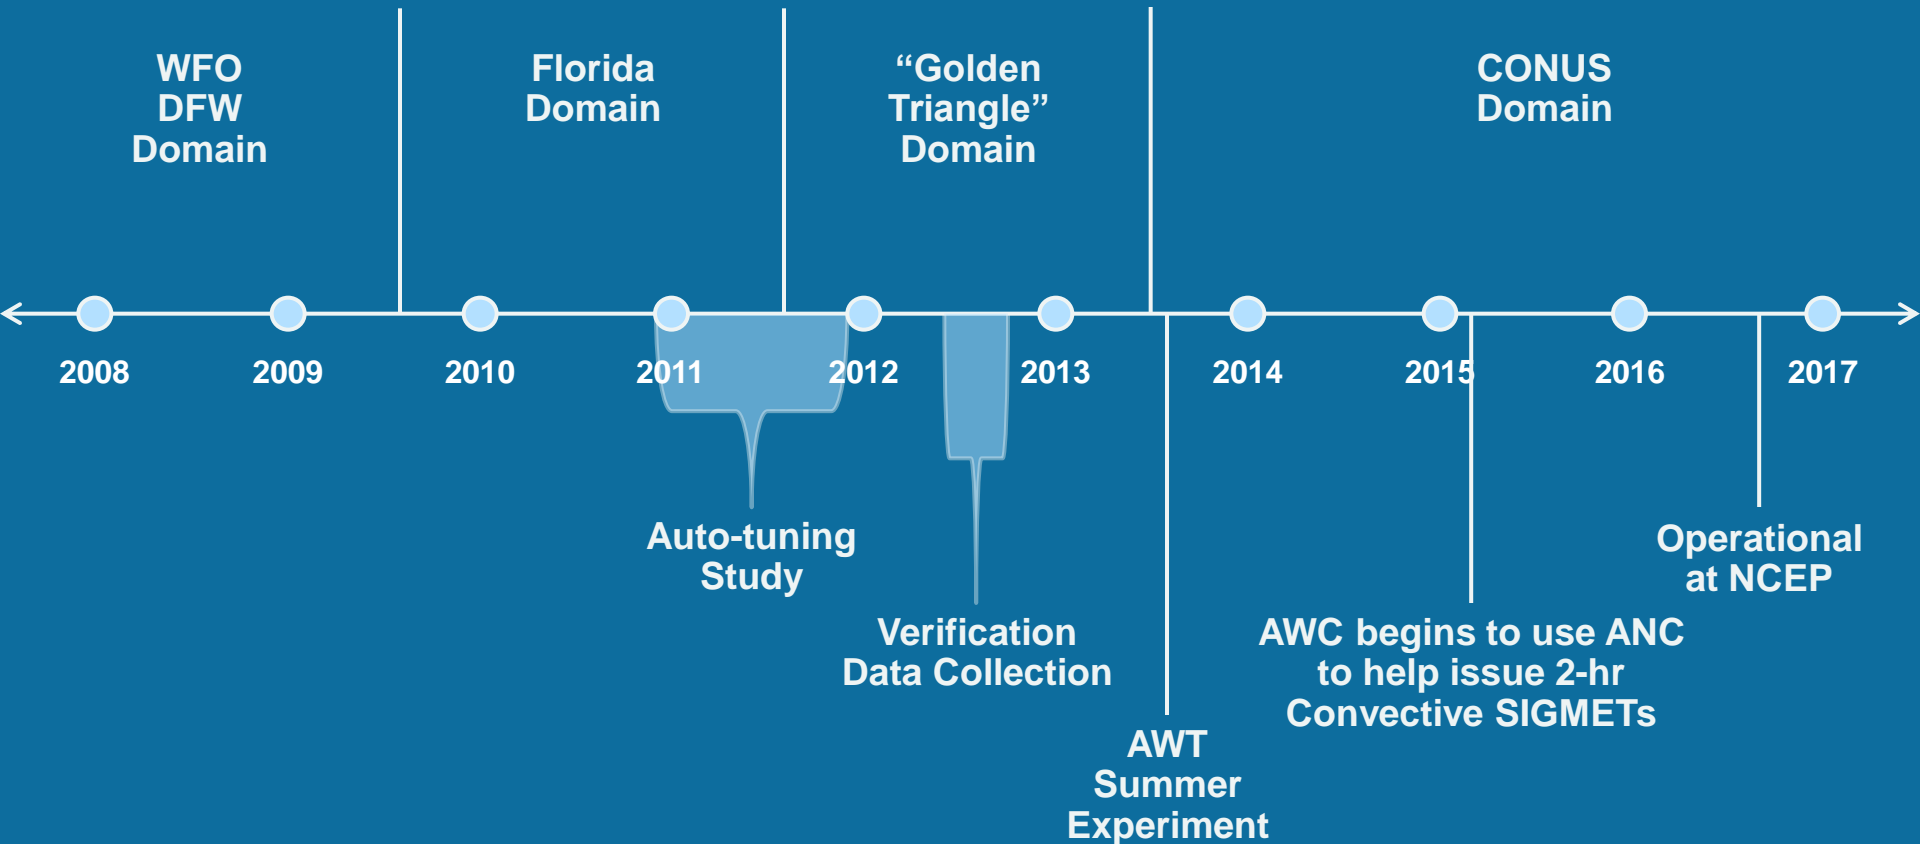 WFO
DFW
Domain
Florida
Domain
“Golden
Triangle”
Domain
CONUS
Domain
2008
2009
2010
2011
2012
2013
2014
2015
2016
2017
Auto-tuning
Study
Verification
Data Collection
AWT
Summer
Experiment
AWC begins to use ANC
to help issue 2-hr
Convective SIGMETs
Operational
at NCEP